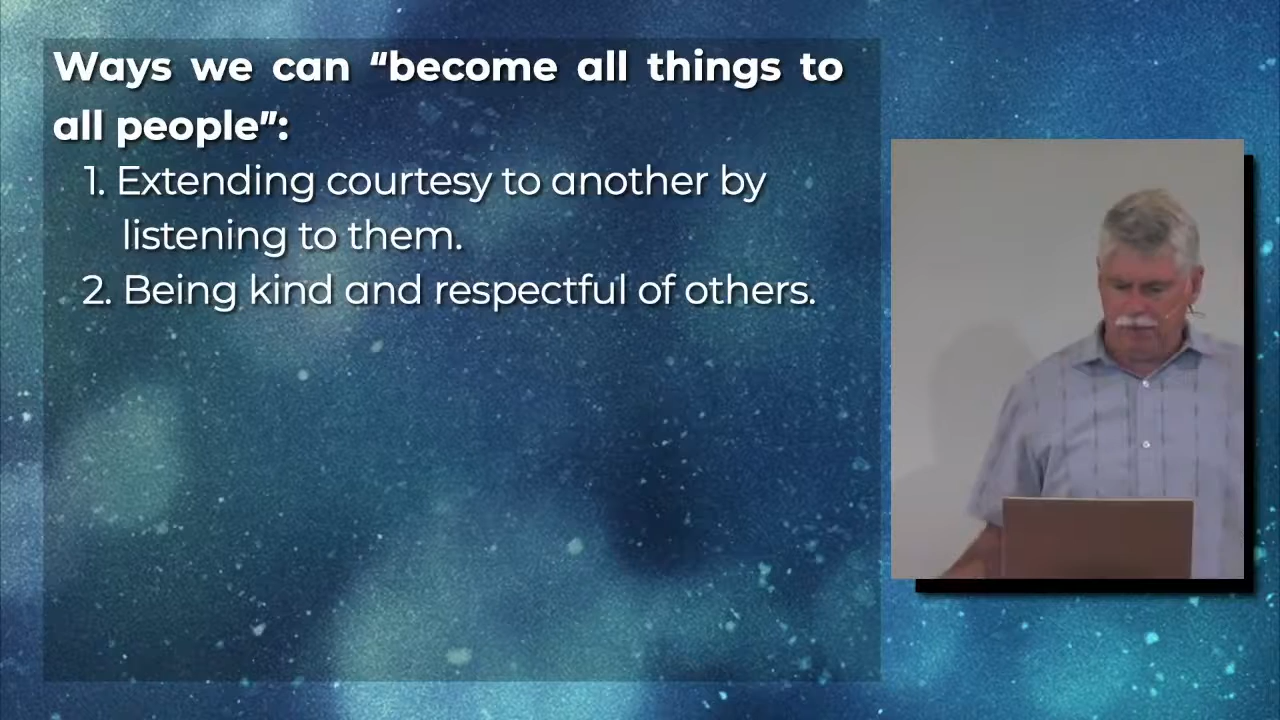 Ways we can “become all things to
all people”:
1. Extending courtesy to another by
listening to them.
2. Being kind and respectful of others.